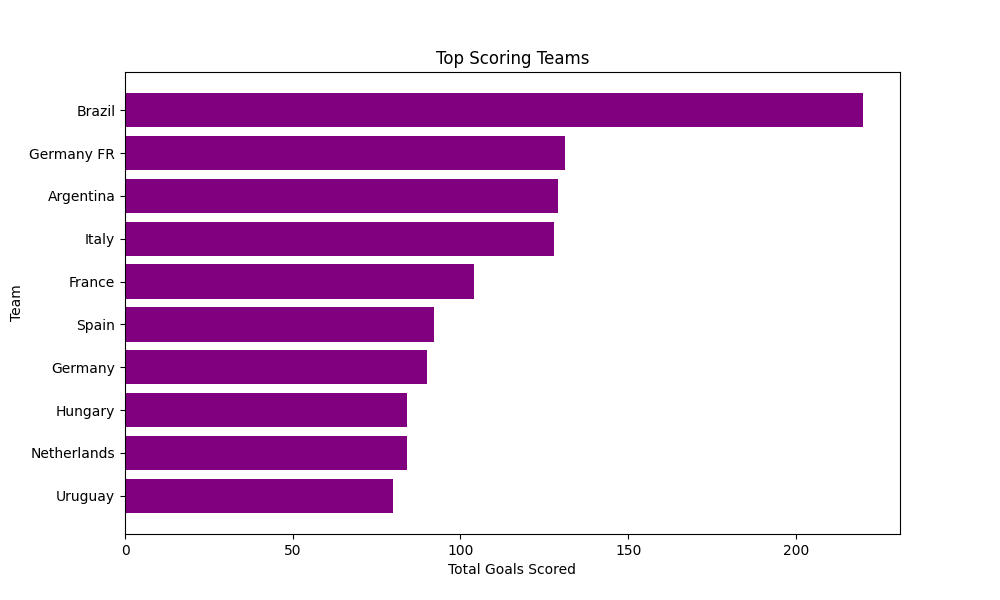 Top Scoring Teams
Team
Brazil
Germany FR
Argentina
Italy
France
Spain
Germany
Hungary
Netherlands
Uruguay
0 50 100 150 200
Total Goals Scored